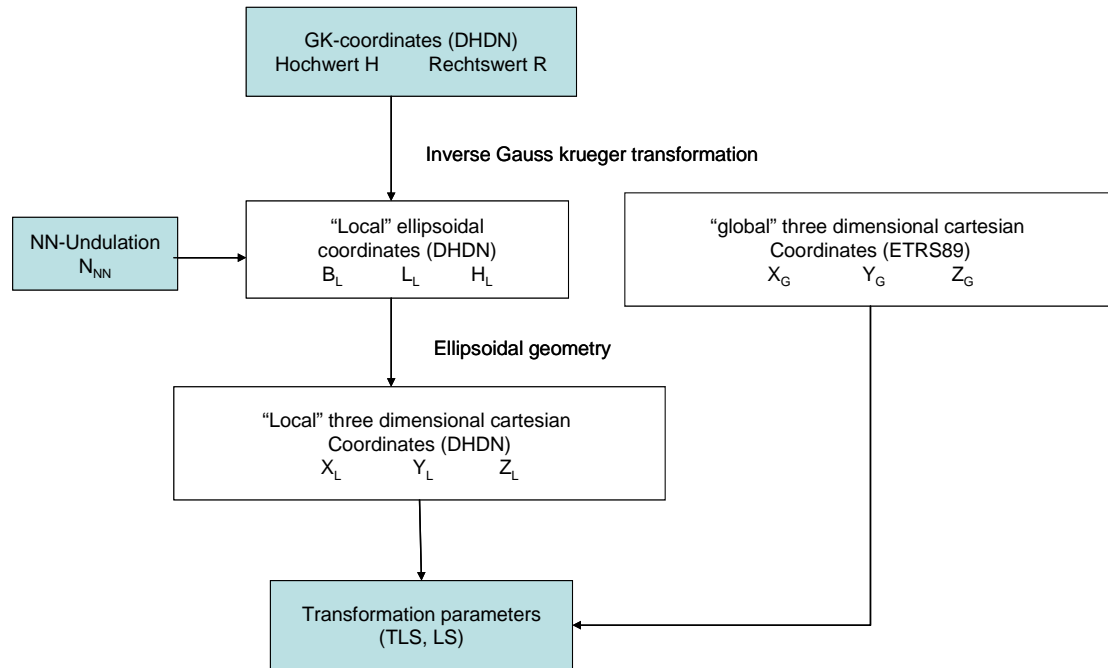 GK-coordinates (DHDN)
Hochwert H Rechtswert R
Inverse Gauss krueger transformation
NN-Undulation
N_NN
“Local” ellipsoidal
coordinates (DHDN)
B_L L_L H_L
“global” three dimensional cartesian
Coordinates (ETRS89)
X_G Y_G Z_G
Ellipsoidal geometry
“Local” three dimensional cartesian
Coordinates (DHDN)
X_L Y_L Z_L
Transformation parameters
(TLS, LS)